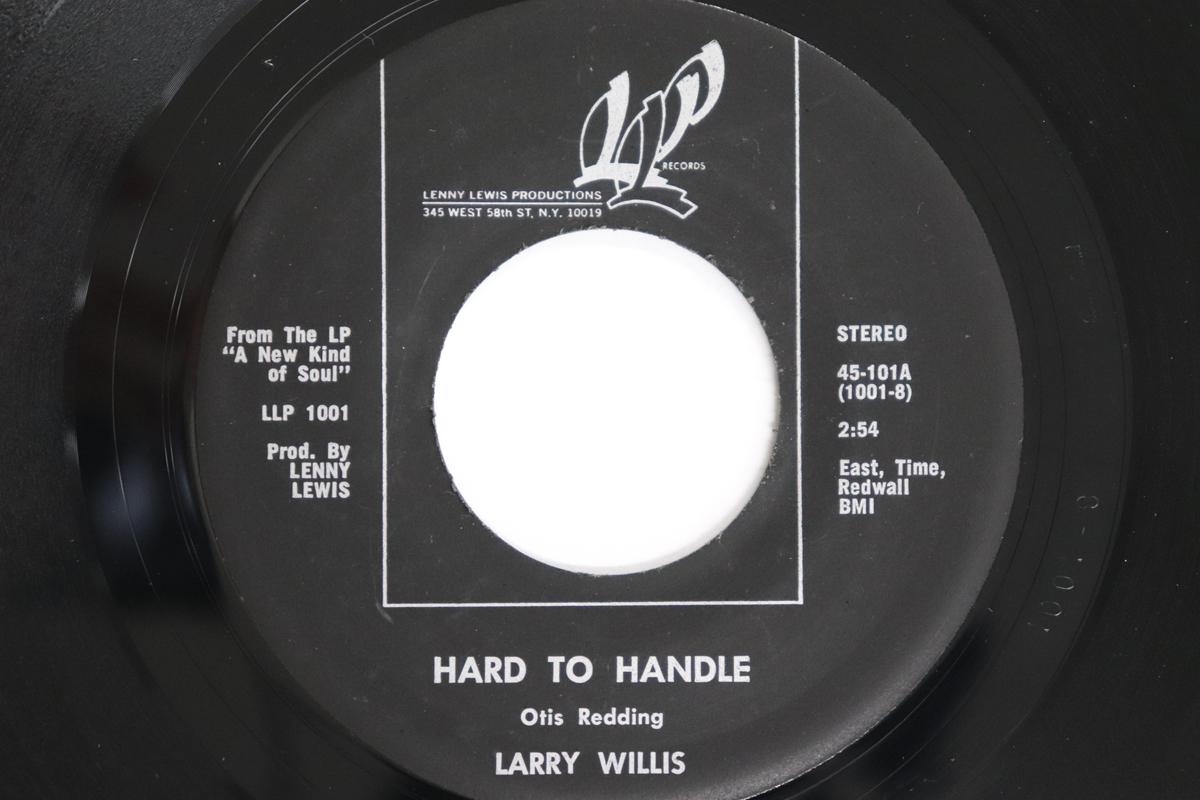 LLP
RECORDS
LENNY LEWIS PRODUCTIONS
345 WEST 58th ST, N.Y. 10019
From The LP
“A New Kind
of Soul”
LLP 1001
Prod. By
LENNY
LEWIS
STEREO
45-101A
(1001-8)
2:54
East, Time,
Redwall
BMI
HARD TO HANDLE
Otis Redding
LARRY WILLIS